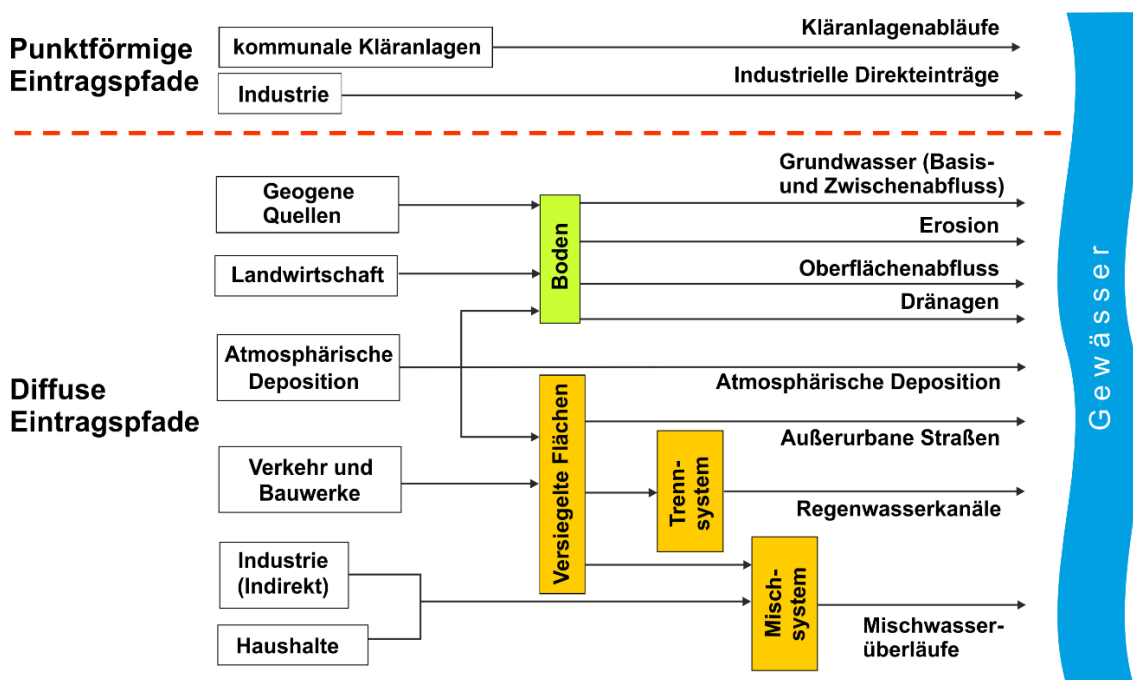 Punktförmige
Eintragspfade
kommunale Kläranlagen
Kläranlagenabläufe
Industrie
Industrielle Direkteinträge
Diffuse
Eintragspfade
Geogene
Quellen
Landwirtschaft
Atmosphärische
Deposition
Verkehr und
Bauwerke
Industrie
(Indirekt)
Haushalte
Boden
Versiegelte Flächen
Trenn-
system
Misch-
system
Grundwasser (Basis-
und Zwischenabfluss)
Erosion
Oberflächenabfluss
Dränagen
Atmosphärische Deposition
Außerurbane Straßen
Regenwasserkanäle
Mischwasser-
überläufe
Gewässer